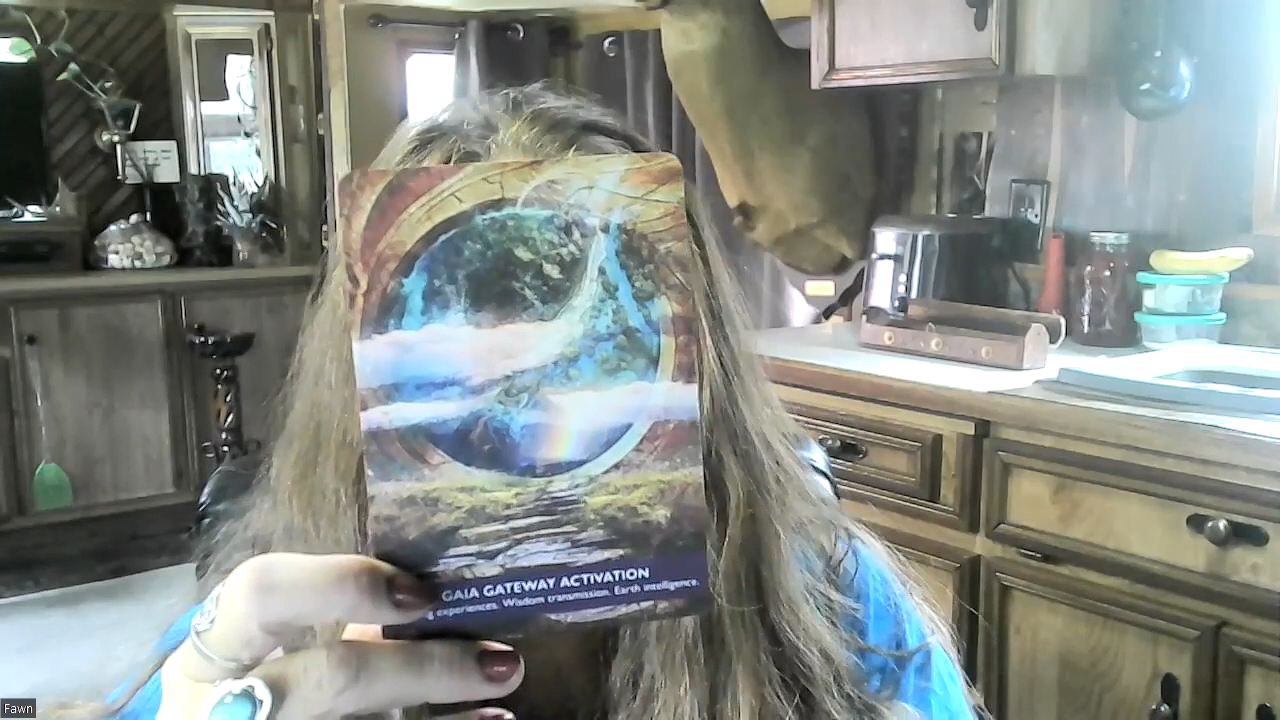 GAIA GATEWAY ACTIVATION
experiences. Wisdom transmission. Earth intelligence.
Fawn